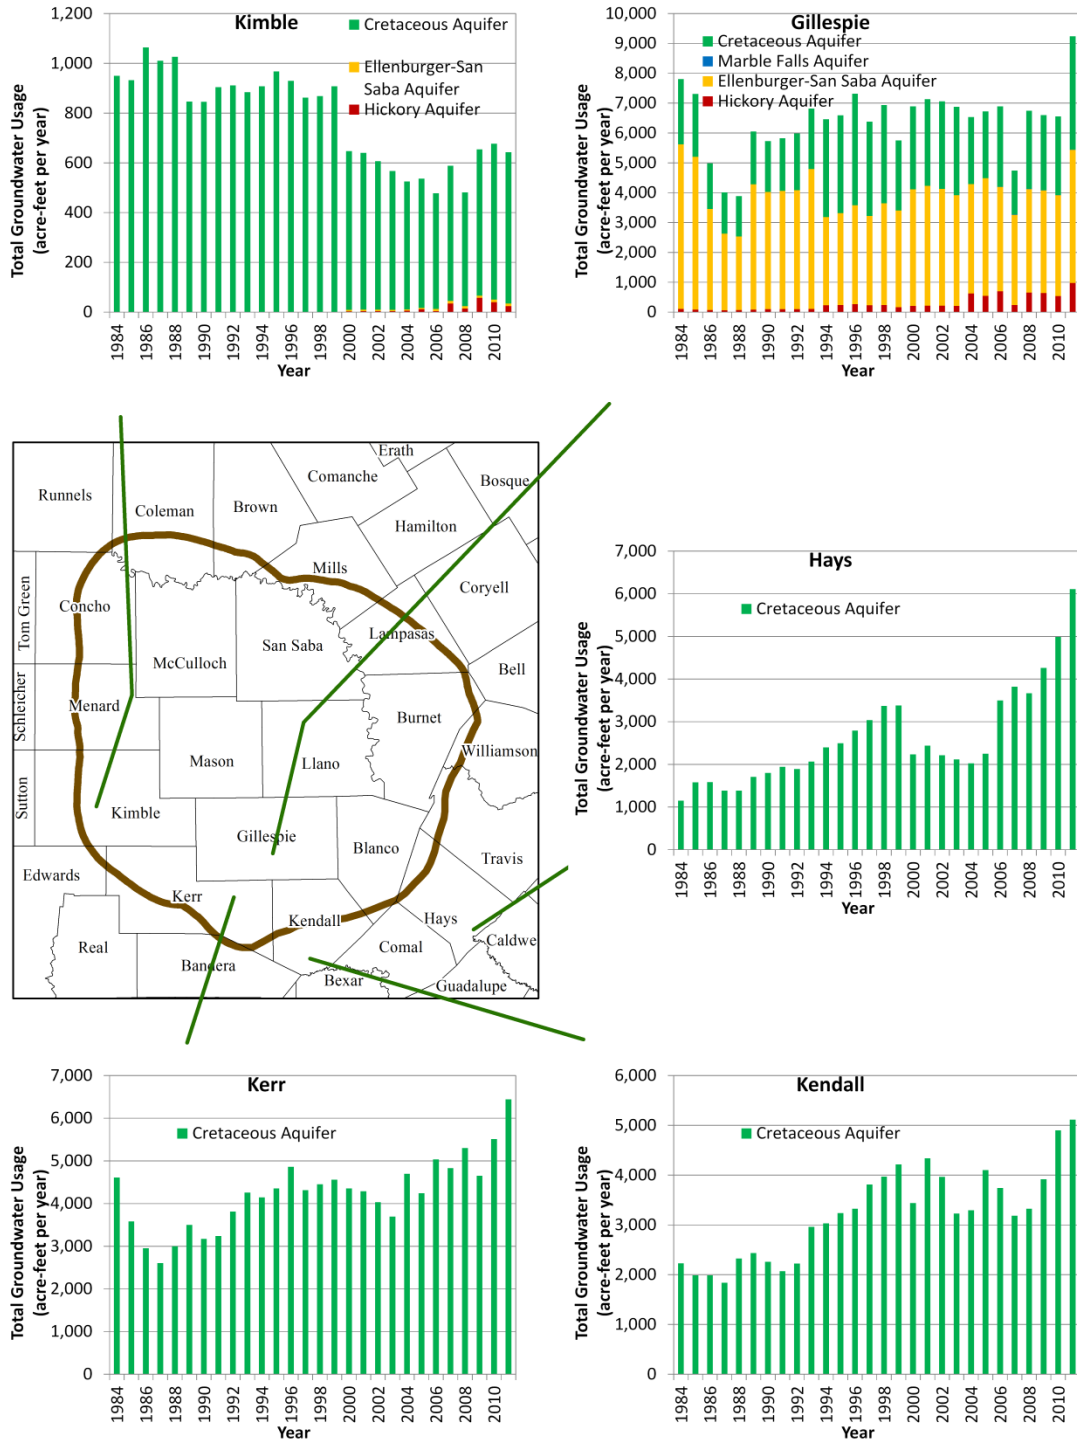 Kimble
Total Groundwater Usage
(acre-feet per year)
1,200
1,000
800
600
400
200
0
Cretaceous Aquifer
Ellenburger-San
Saba Aquifer
Hickory Aquifer
1984
1986
1988
1990
1992
1994
1996
1998
2000
2002
2004
2006
2008
2010
Year
Gillespie
Total Groundwater Usage
(acre-feet per year)
10,000
9,000
8,000
7,000
6,000
5,000
4,000
3,000
2,000
1,000
0
Cretaceous Aquifer
Marble Falls Aquifer
Ellenburger-San Saba Aquifer
Hickory Aquifer
1984
1986
1988
1990
1992
1994
1996
1998
2000
2002
2004
2006
2008
2010
Year
Erath
Comanche
Bosque
Runnels
Coleman
Brown
Hamilton
Mills
Coryell
Tom Green
Concho
Lampasas
San Saba
McCulloch
Bell
Schleicher
Menard
Burnet
Williamson
Mason
Llano
Sutton
Kimble
Gillespie
Blanco
Travis
Edwards
Kerr
Kendall
Hays
Real
Comal
Caldwe
Bandera
Bexar
Guadalupe
Hays
Total Groundwater Usage
(acre-feet per year)
7,000
6,000
5,000
4,000
3,000
2,000
1,000
0
Cretaceous Aquifer
1984
1986
1988
1990
1992
1994
1996
1998
2000
2002
2004
2006
2008
2010
Year
Kerr
Total Groundwater Usage
(acre-feet per year)
7,000
6,000
5,000
4,000
3,000
2,000
1,000
0
Cretaceous Aquifer
1984
1986
1988
1990
1992
1994
1996
1998
2000
2002
2004
2006
2008
2010
Year
Kendall
Total Groundwater Usage
(acre-feet per year)
6,000
5,000
4,000
3,000
2,000
1,000
0
Cretaceous Aquifer
1984
1986
1988
1990
1992
1994
1996
1998
2000
2002
2004
2006
2008
2010
Year